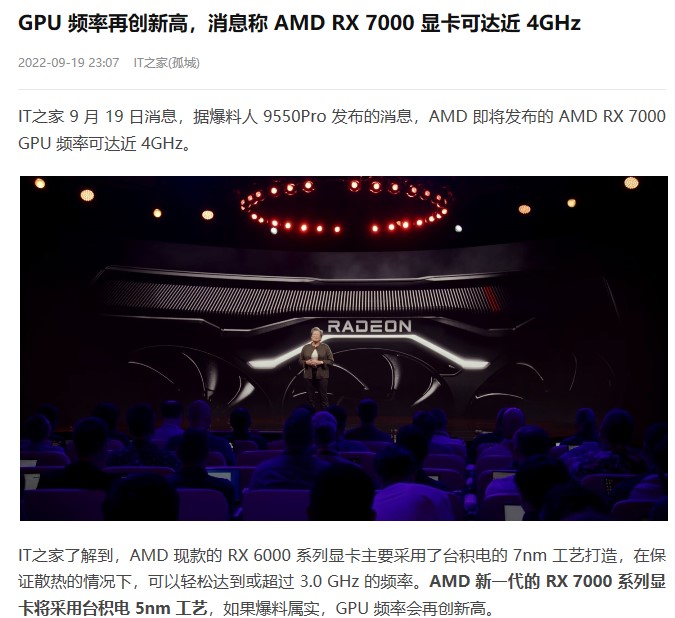 GPU 频率再创新高，消息称 AMD RX 7000 显卡可达近 4GHz
2022-09-19 23:07 IT之家(孤城)
IT之家 9 月 19 日消息，据爆料人 9550Pro 发布的消息，AMD 即将发布的 AMD RX 7000
GPU 频率可达近 4GHz。
RADEON
IT之家了解到，AMD 现款的 RX 6000 系列显卡主要采用了台积电的 7nm 工艺打造，在保
证散热的情况下，可以轻松达到或超过 3.0 GHz 的频率。AMD 新一代的 RX 7000 系列显
卡将采用台积电 5nm 工艺，如果爆料属实，GPU 频率会再创新高。